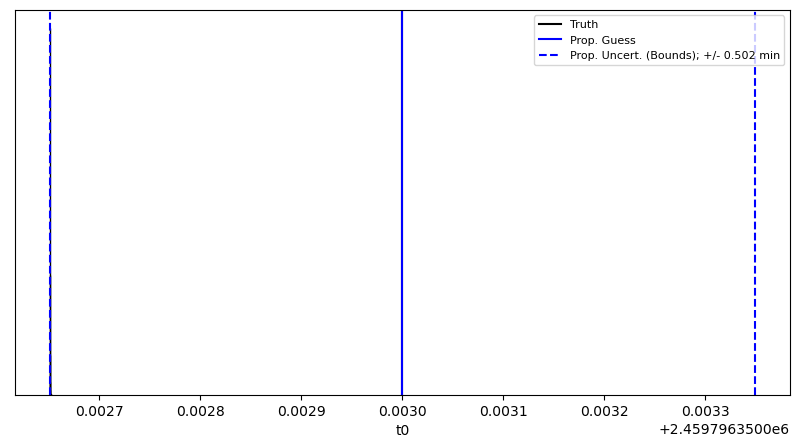 Truth
Prop. Guess
Prop. Uncert. (Bounds); +/- 0.502 min
0.0027 0.0028 0.0029 0.0030 0.0031 0.0032 0.0033
t0
+2.4597963500e6